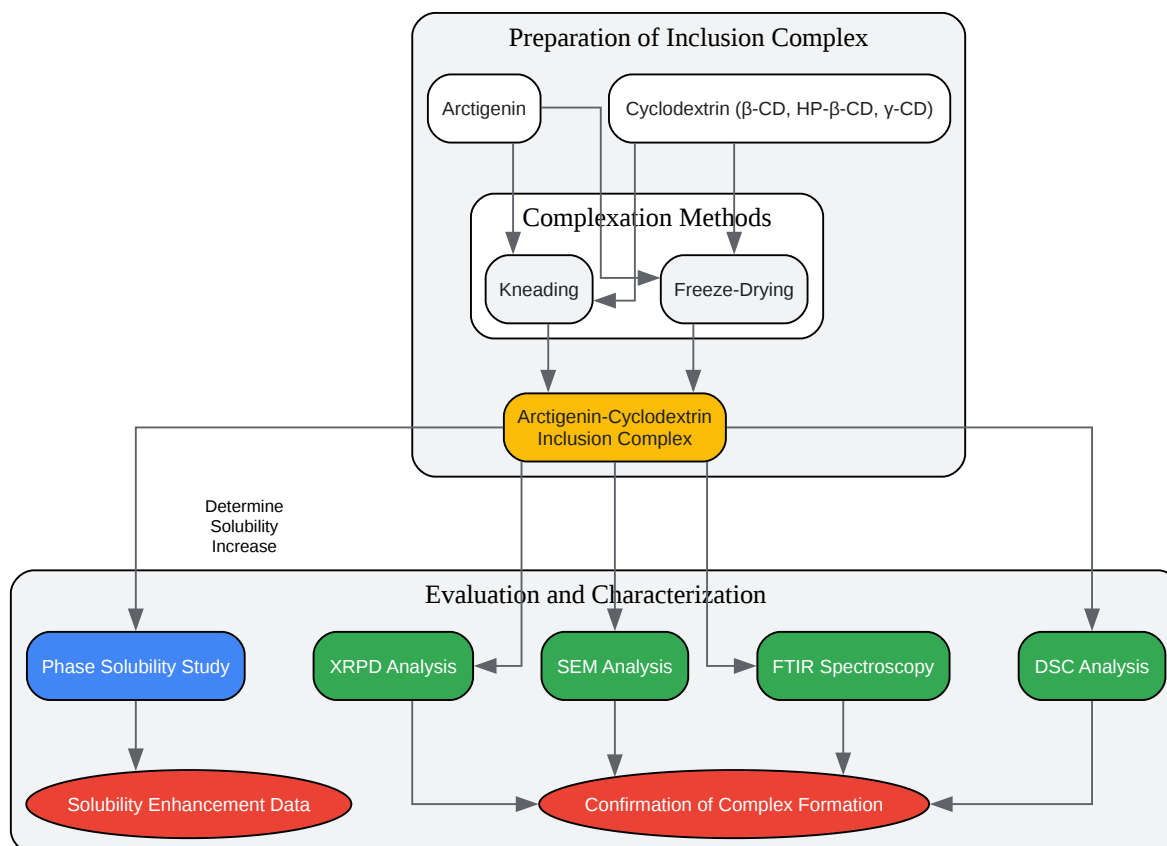 Preparation of Inclusion Complex
Arctigenin
Cyclodextrin (β-CD, HP-β-CD, γ-CD)
Complexation Methods
Kneading
Freeze-Drying
Arctigenin-Cyclodextrin
Inclusion Complex
Determine
Solubility
Increase
Evaluation and Characterization
Phase Solubility Study
XRPD Analysis
SEM Analysis
FTIR Spectroscopy
DSC Analysis
Solubility Enhancement Data
Confirmation of Complex Formation